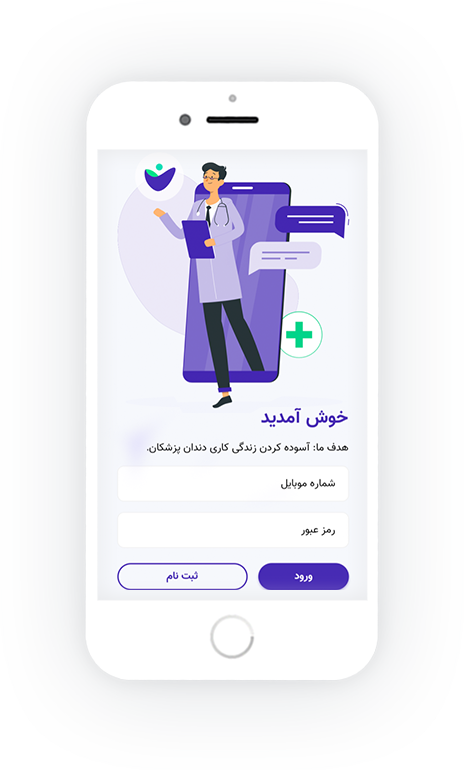 خوش آمدید
هدف ما: آسوده کردن زندگی کاری دندان پزشکان.
شماره موبایل
رمز عبور
ورود
ثبت نام